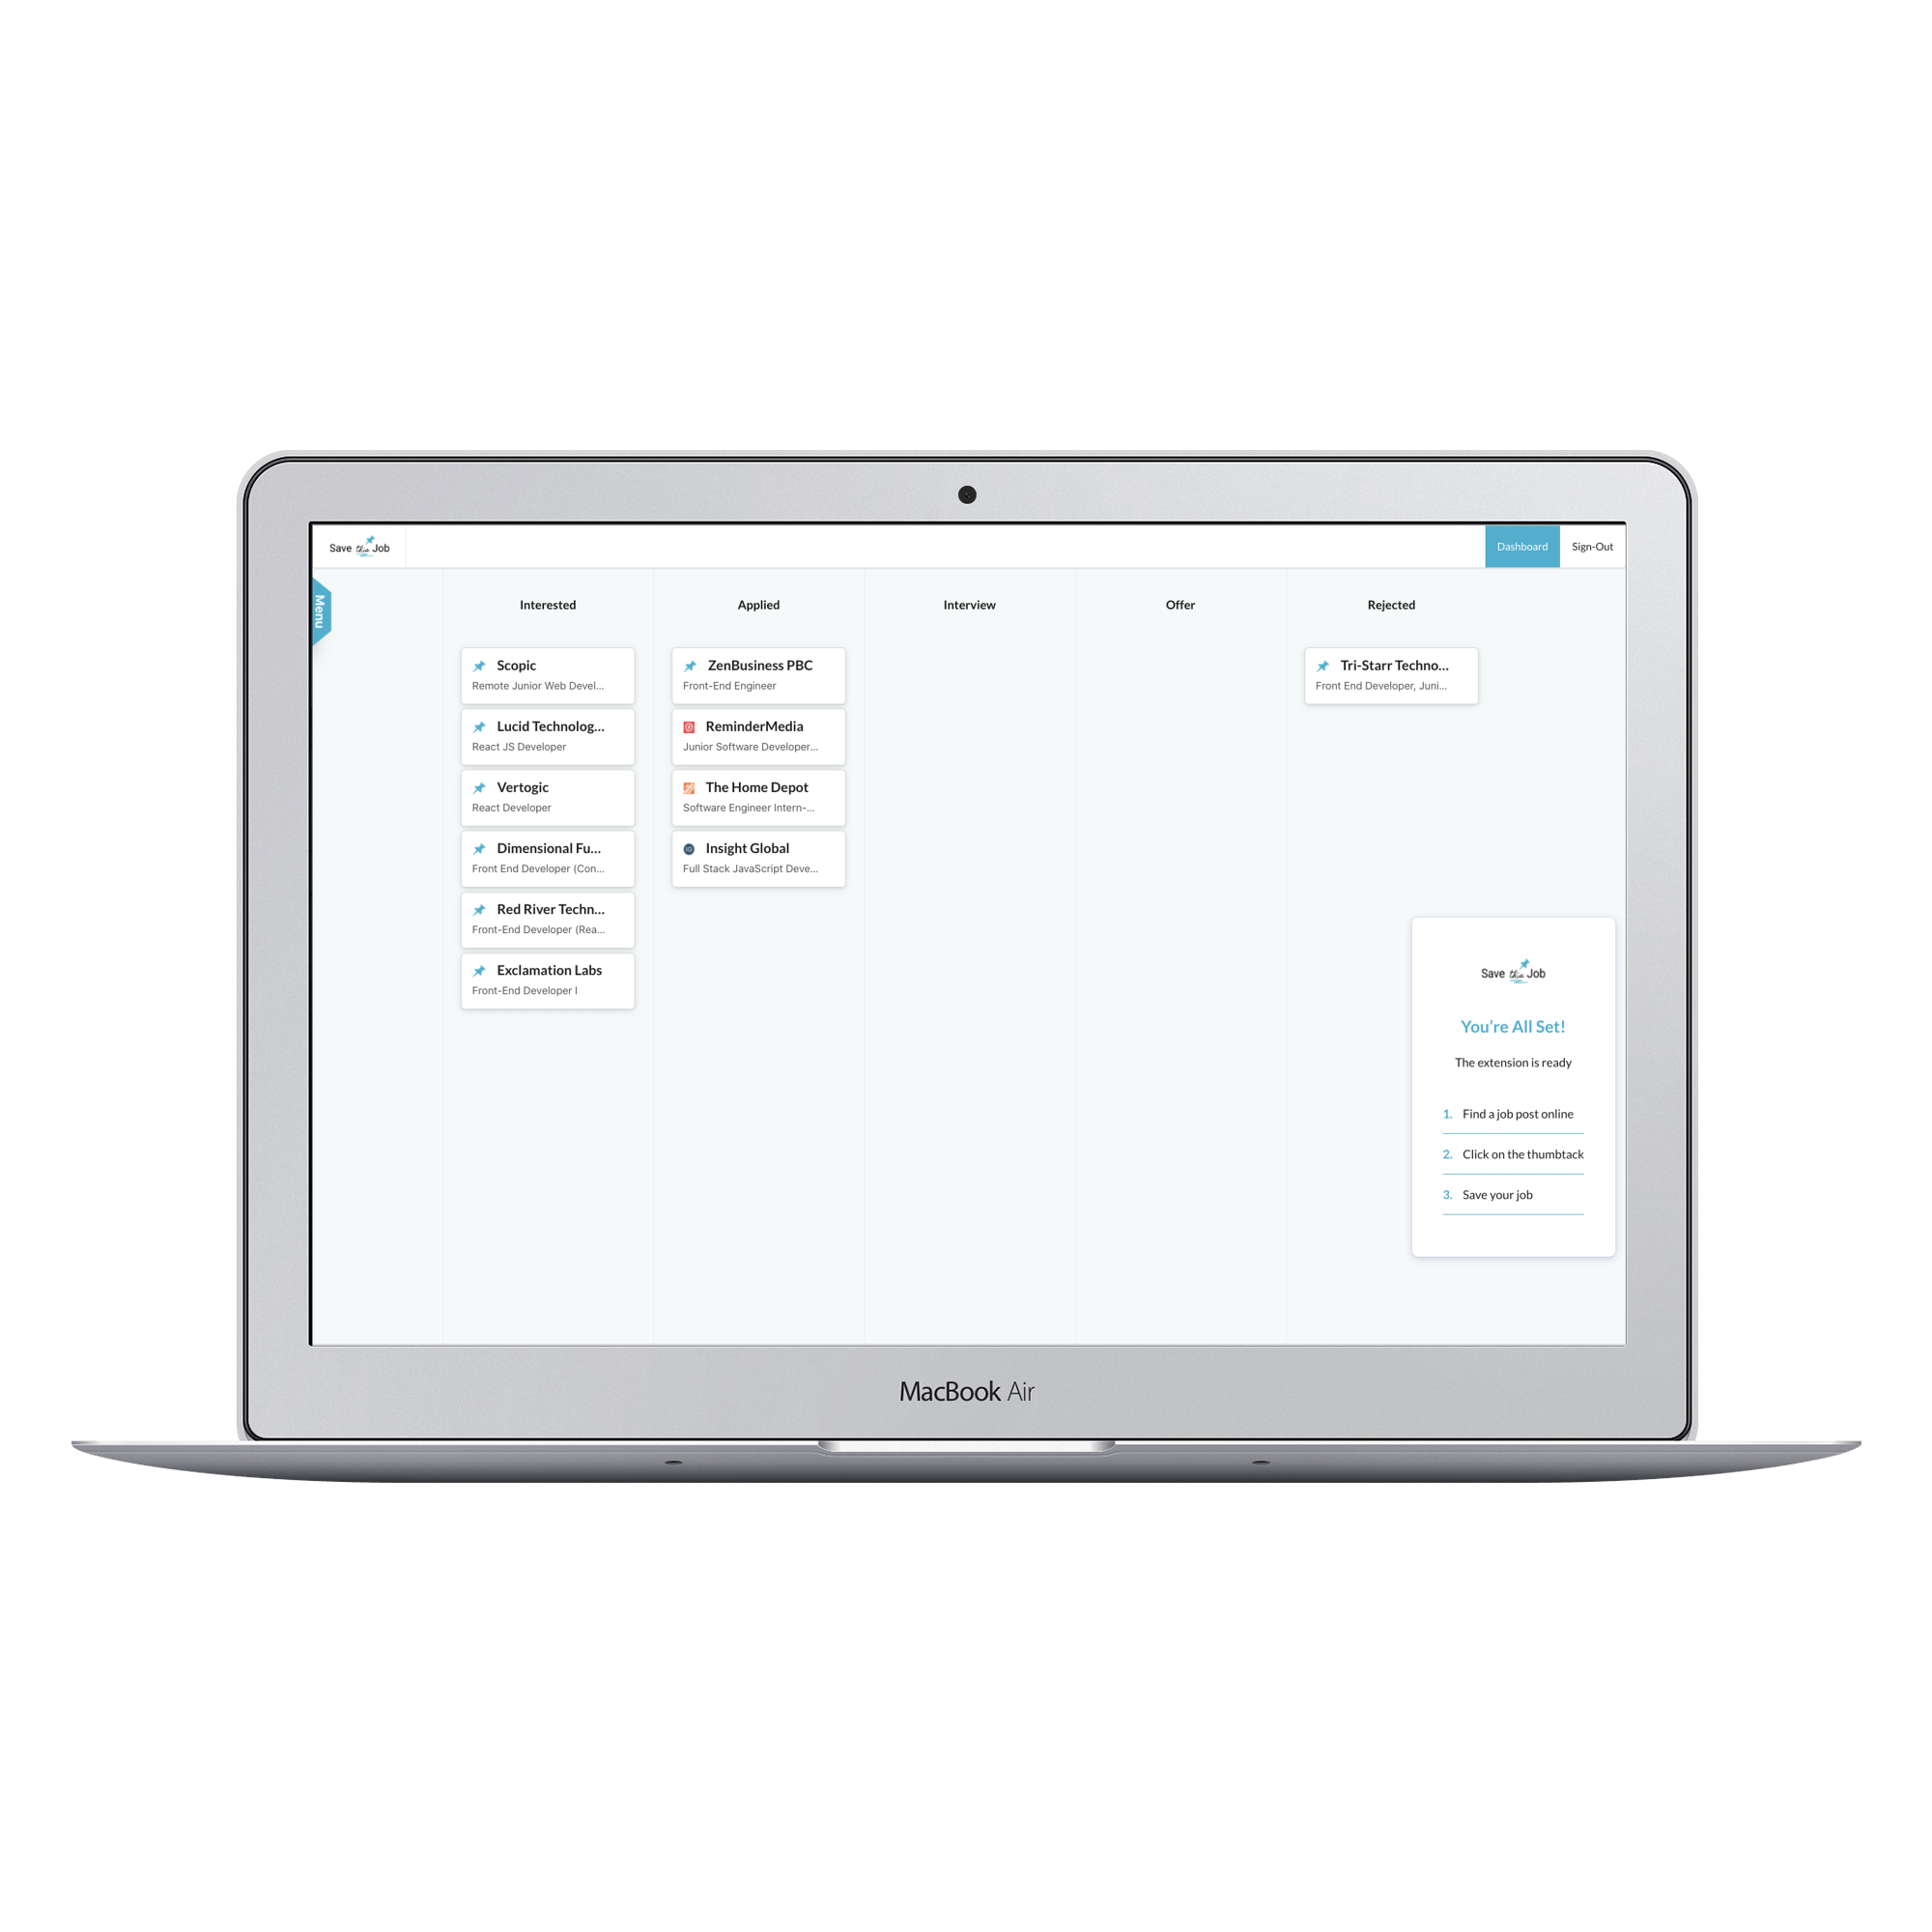 Save this Job
Dashboard
Sign-Out
Menu
Interested
Applied
Interview
Offer
Rejected
Scopic
Remote Junior Web Devel...
Lucid Technolog...
React JS Developer
Vertogic
React Developer
Dimensional Fu...
Front End Developer (Con...
Red River Techn...
Front-End Developer (Rea...
Exclamation Labs
Front-End Developer I
ZenBusiness PBC
Front-End Engineer
ReminderMedia
Junior Software Developer...
The Home Depot
Software Engineer Intern-...
Insight Global
Full Stack JavaScript Deve...
Tri-Starr Techno...
Front End Developer, Juni...
Save this Job
You're All Set!
The extension is ready
1. Find a job post online
2. Click on the thumbtack
3. Save your job
MacBook Air